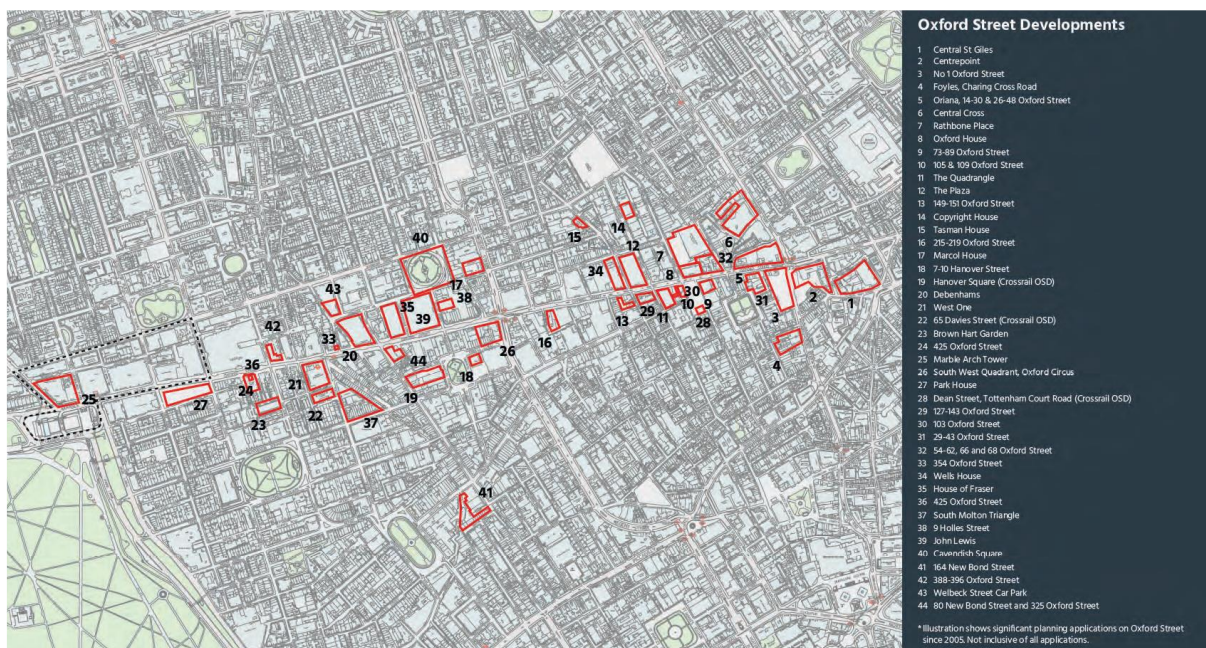 Oxford Street Developments
1 Central St Giles
2 Centrepoint
3 No 1 Oxford Street
4 Foyles, Charing Cross Road
5 Oriana, 14-30 & 26-48 Oxford Street
6 Central Cross
7 Rathbone Place
8 Oxford House
9 73-89 Oxford Street
10 105 & 109 Oxford Street
11 The Quadrangle
12 The Plaza
13 149-151 Oxford Street
14 Copyright House
15 Tasman House
16 215-219 Oxford Street
17 Marcol House
18 7-10 Hanover Street
19 Hanover Square (Crossrail OSD)
20 Debenhams
21 West One
22 65 Davies Street (Crossrail OSD)
23 Brown Hart Garden
24 425 Oxford Street
25 Marble Arch Tower
26 South West Quadrant, Oxford Circus
27 Park House
28 Dean Street, Tottenham Court Road (Crossrail OSD)
29 127-143 Oxford Street
30 103 Oxford Street
31 29-43 Oxford Street
32 54-62, 66 and 68 Oxford Street
33 354 Oxford Street
34 Wells House
35 House of Fraser
36 425 Oxford Street
37 South Molton Triangle
38 9 Holles Street
39 John Lewis
40 Cavendish Square
41 164 New Bond Street
42 388-396 Oxford Street
43 Welbeck Street Car Park
44 80 New Bond Street and 325 Oxford Street
* Illustration shows significant planning applications on Oxford Street
since 2005. Not inclusive of all applications.
6
14
15
40
12
7
34
32
17
8
5
43
38
30
31
2
1
35
39
10
9
3
13
29
11
28
42
33
20
26
16
4
36
44
18
21
25
24
19
27
22
23
37
41